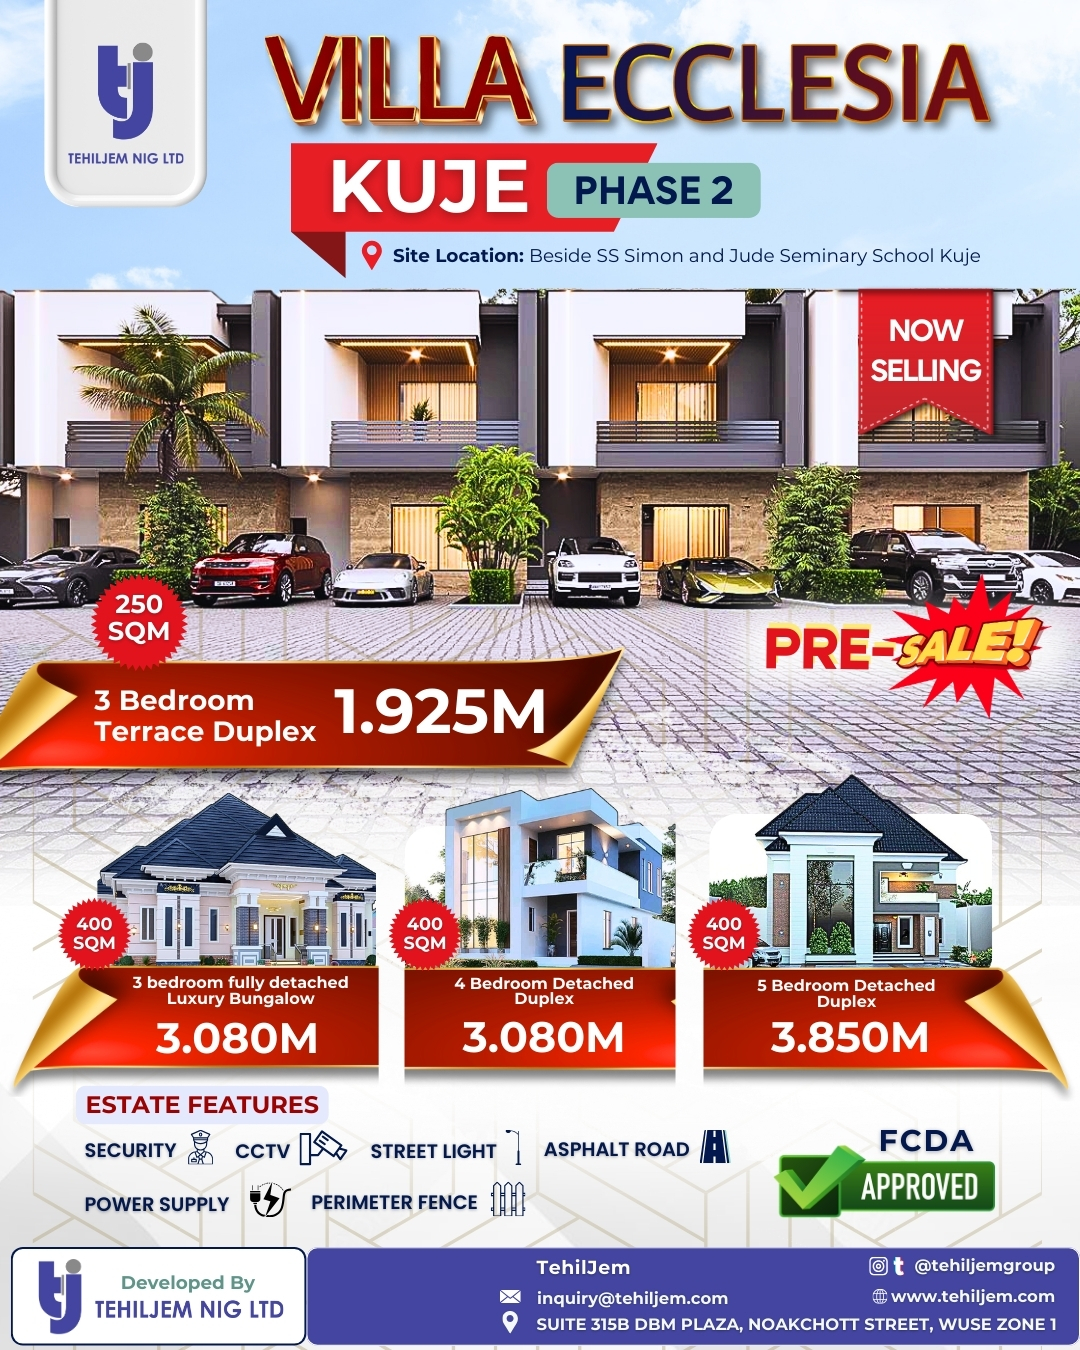 TEHILJEM NIG LTD
VILLA ECCLESIA
KUJE
PHASE 2
Site Location: Beside SS Simon and Jude Seminary School Kuje
NOW
SELLING
250
SQM
PRE-SALE!
3 Bedroom
Terrace Duplex
1.925M
400
SQM
3 bedroom fully detached
Luxury Bungalow
3.080M
400
SQM
4 Bedroom Detached
Duplex
3.080M
400
SQM
5 Bedroom Detached
Duplex
3.850M
ESTATE FEATURES
SECURITY
CCTV
STREET LIGHT
ASPHALT ROAD
POWER SUPPLY
PERIMETER FENCE
FCDA
APPROVED
Developed By
TEHILJEM NIG LTD
TehilJem
@tehiljemgroup
inquiry@tehiljem.com
www.tehiljem.com
SUITE 315B DBM PLAZA, NOAKCHOTT STREET, WUSE ZONE 1